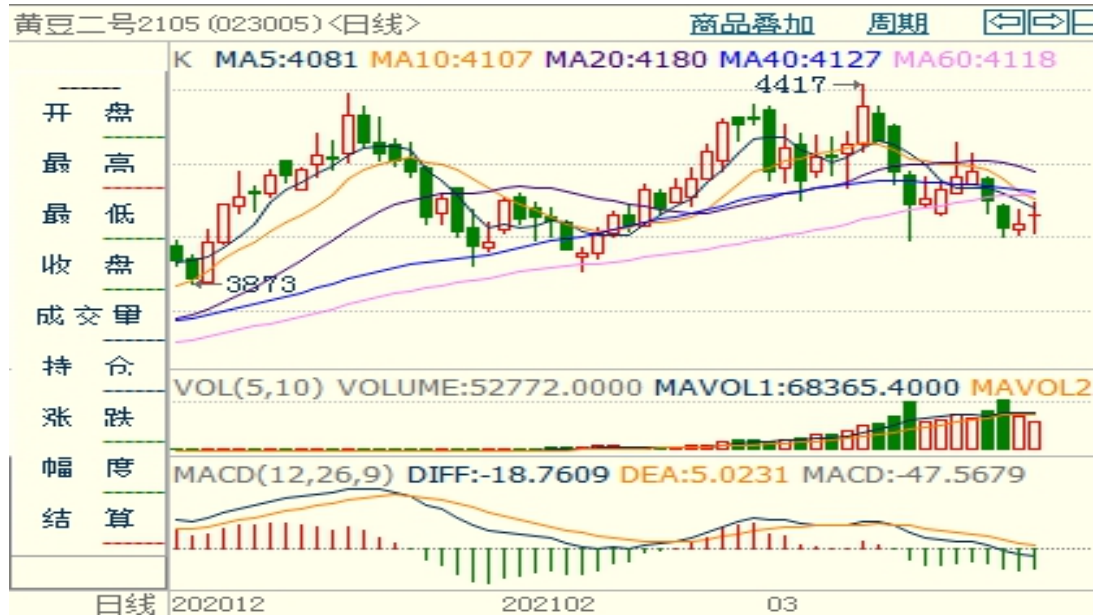 黄豆二号2105(023005)<日线>
商品叠加
周期
K MA5:4081 MA10:4107 MA20:4180 MA40:4127 MA60:4118
4417
开盘
最高
最低
收盘
3873
成交量
持仓
VOL(5,10) VOLUME:52772.0000 MAVOL1:68365.4000 MAVOL2
涨跌
幅度
MACD(12,26,9) DIFF:-18.7609 DEA:5.0231 MACD:-47.5679
结算
日线 202012 202102 03